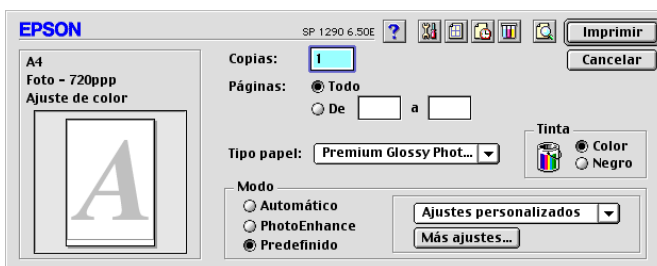 EPSON
SP 1290 6.50E
?
Imprimir
A4
Foto - 720ppp
Ajuste de color
A
Copias: 1
Cancelar
Páginas: Todo
De a
Tipo papel: Premium Glossy Phot...
Tinta
Color
Negro
Modo
Automático
PhotoEnhance
Predefinido
Ajustes personalizados
Más ajustes...